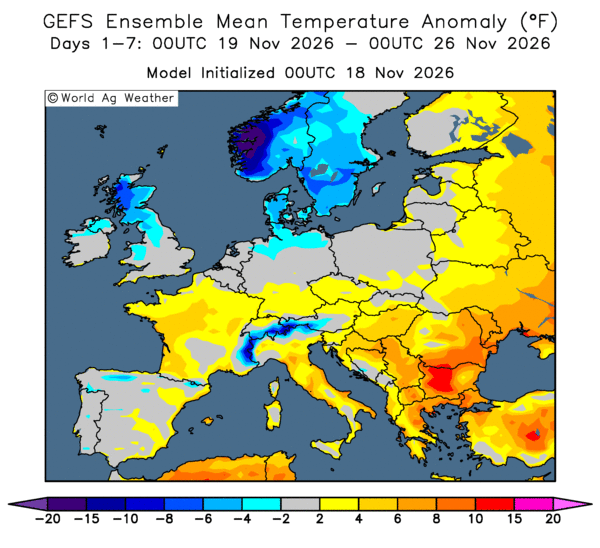 GEFS Ensemble Mean Temperature Anomaly (°F)
Days 1-7: 00UTC 19 Nov 2026 - 00UTC 26 Nov 2026
Model Initialized 00UTC 18 Nov 2026
© World Ag Weather
-20 -15 -10 -8 -6 -4 -2 2 4 6 8 10 15 20